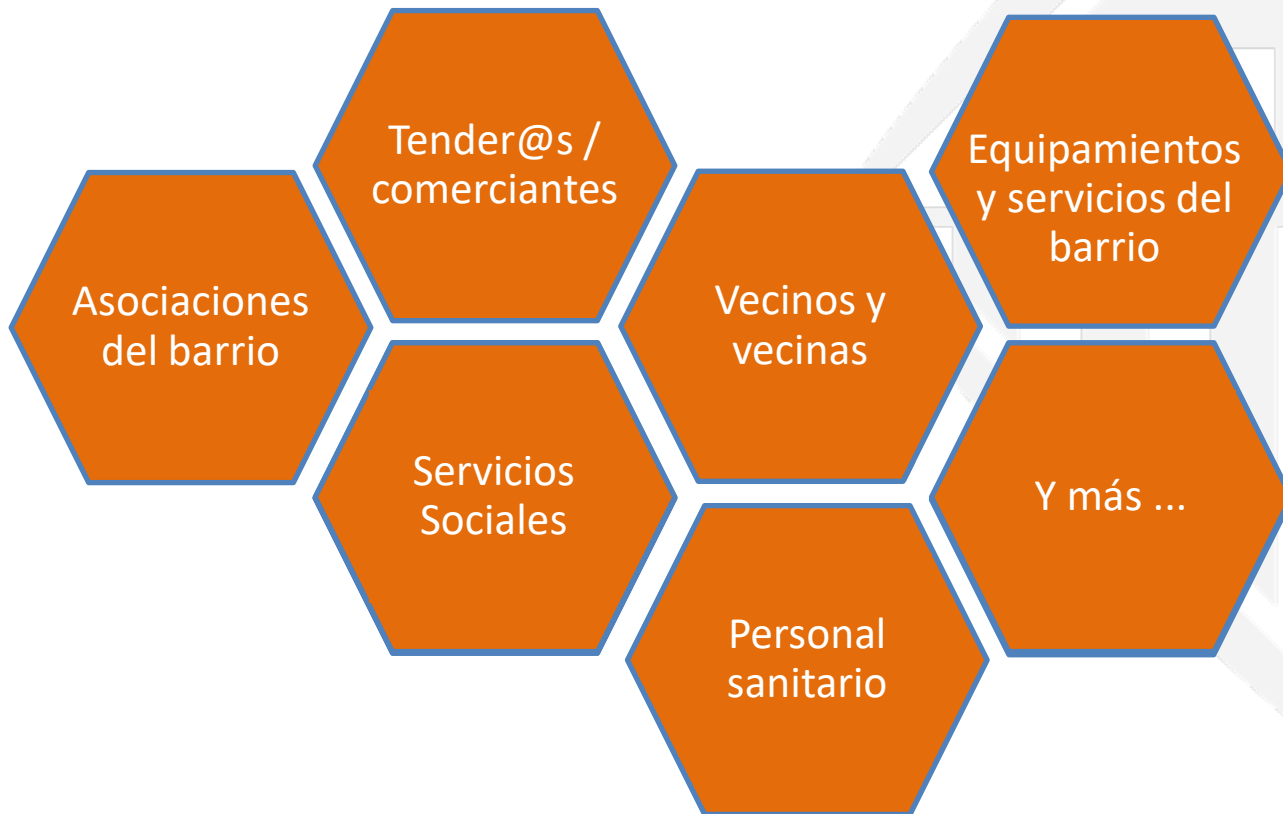 Tender@s /
comerciantes
Equipamientos
y servicios del
barrio
Asociaciones
del barrio
Vecinos y
vecinas
Servicios
Sociales
Y más ...
Personal
sanitario